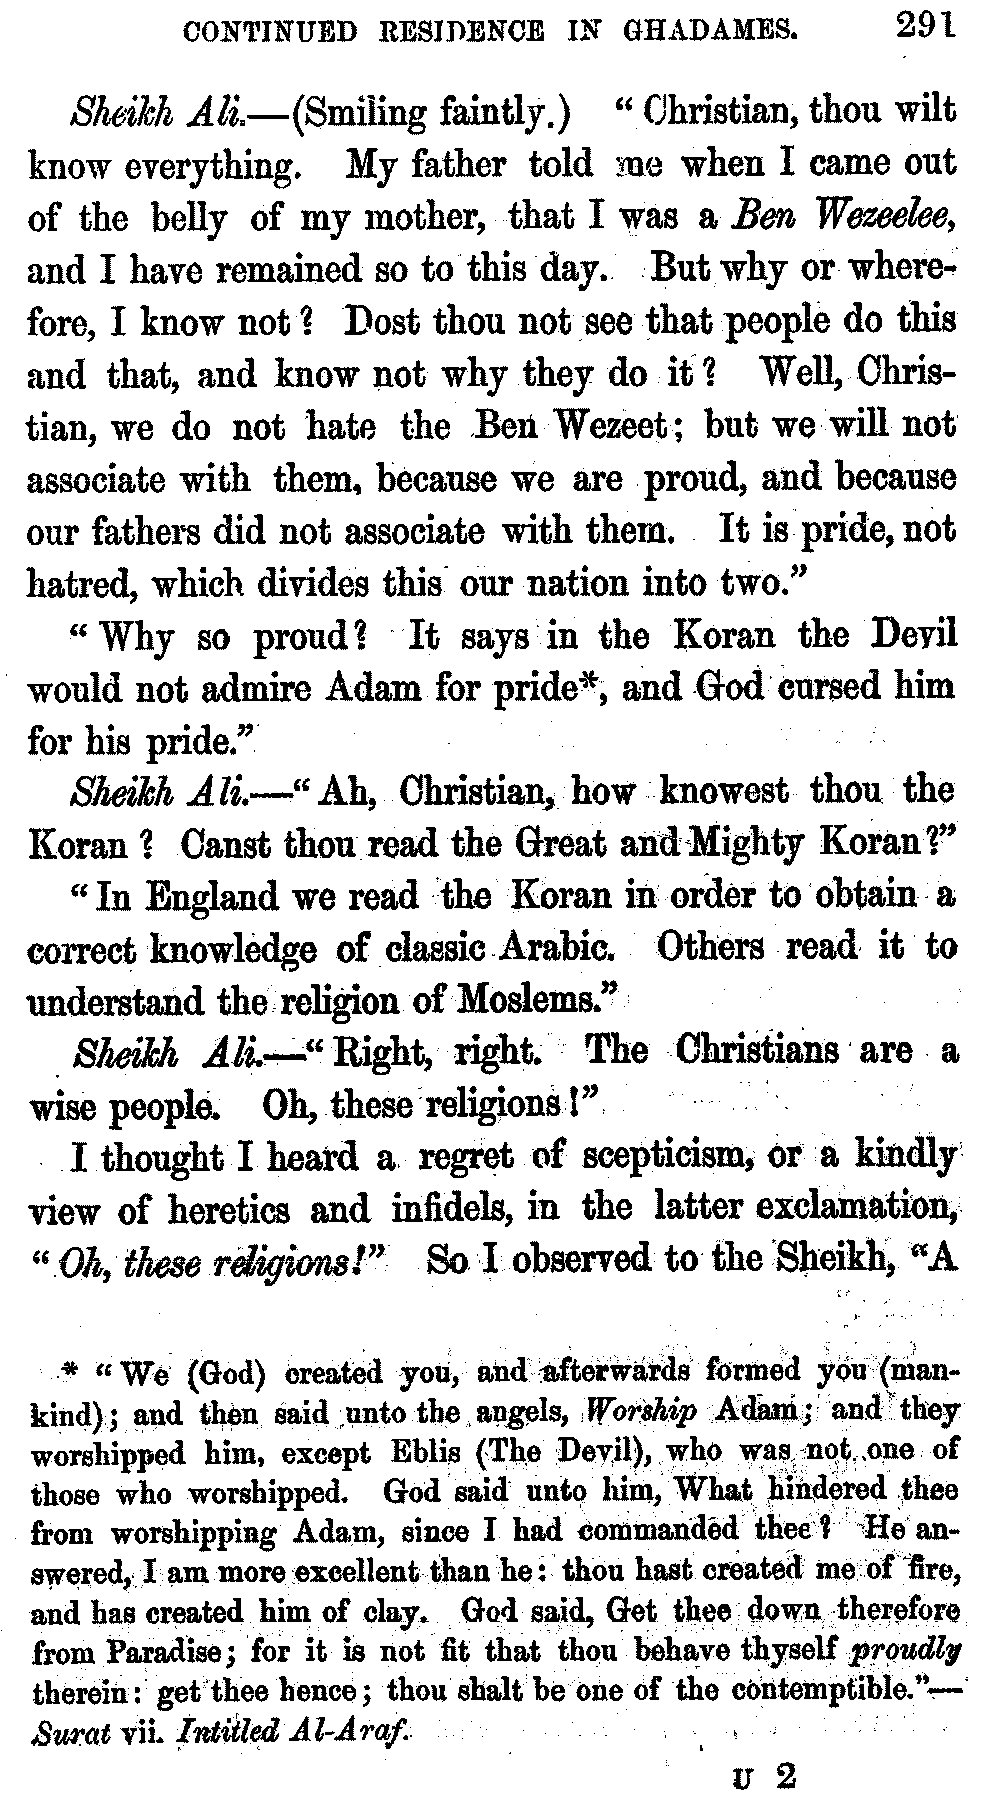 CONTINUED RESIDENCE IN GHADAMES. 291
Sheikh Ali.—(Smiling faintly.) “Christian, thou wilt
know everything. My father told me when I came out
of the belly of my mother, that I was a Ben Wezeelee,
and I have remained so to this day. But why or where-
fore, I know not? Dost thou not see that people do this
and that, and know not why they do it? Well, Chris-
tian, we do not hate the Ben Wezeet; but we will not
associate with them, because we are proud, and because
our fathers did not associate with them. It is pride, not
hatred, which divides this our nation into two.”
“Why so proud? It says in the Koran the Devil
would not admire Adam for pride*, and God cursed him
for his pride.”
Sheikh Ali.—“Ah, Christian, how knowest thou the
Koran? Canst thou read the Great and Mighty Koran?”
“In England we read the Koran in order to obtain a
correct knowledge of classic Arabic. Others read it to
understand the religion of Moslems.”
Sheikh Ali.—“Right, right. The Christians are a
wise people. Oh, these religions!”
I thought I heard a regret of scepticism, or a kindly
view of heretics and infidels, in the latter exclamation,
“Oh, these religions!” So I observed to the Sheikh, “A
* “We (God) created you, and afterwards formed you (man-
kind); and then said unto the angels, Worship Adam; and they
worshipped him, except Eblis (The Devil), who was not one of
those who worshipped. God said unto him, What hindered thee
from worshipping Adam, since I had commanded thee? He an-
swered, I am more excellent than he: thou hast created me of fire,
and has created him of clay. God said, Get thee down therefore
from Paradise; for it is not fit that thou behave thyself proudly
therein: get thee hence; thou shalt be one of the contemptible.”—
Surat vii. Intitled Al-Araf.
U 2